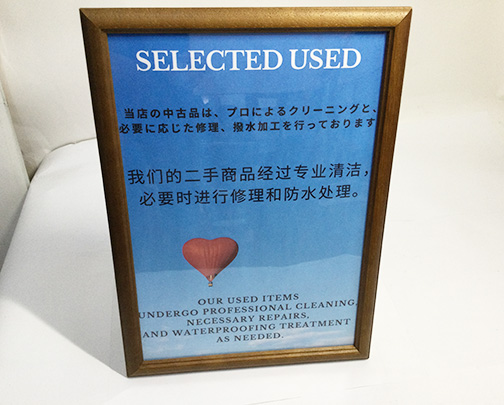 SELECTED USED
当店の中古品は、プロによるクリーニングと、
必要に応じた修理、撥水加工を行っております
我们的二手商品经过专业清洁，
必要时进行修理和防水处理。
OUR USED ITEMS
UNDERGO PROFESSIONAL CLEANING,
NECESSARY REPAIRS,
AND WATERPROOFING TREATMENT
AS NEEDED.